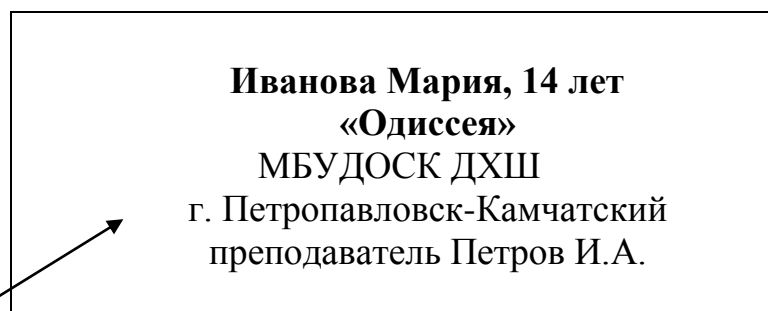 Иванова Мария, 14 лет
«Одиссея»
МБУДОСК ДХШ
г. Петропавловск-Камчатский
преподаватель Петров И.А.